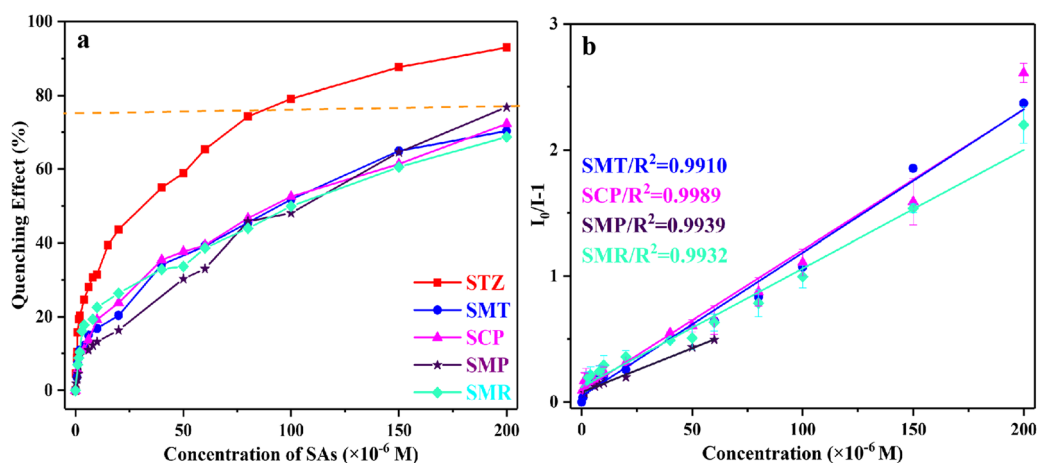 a
Quenching Effect (%)
100
80
60
40
20
0
0
50
100
150
200
Concentration of SAs (×10⁻⁶ M)
STZ
SMT
SCP
SMP
SMR
b
I₀/I-1
3
2
1
0
0
50
100
150
200
Concentration (×10⁻⁶ M)
SMT/R²=0.9910
SCP/R²=0.9989
SMP/R²=0.9939
SMR/R²=0.9932